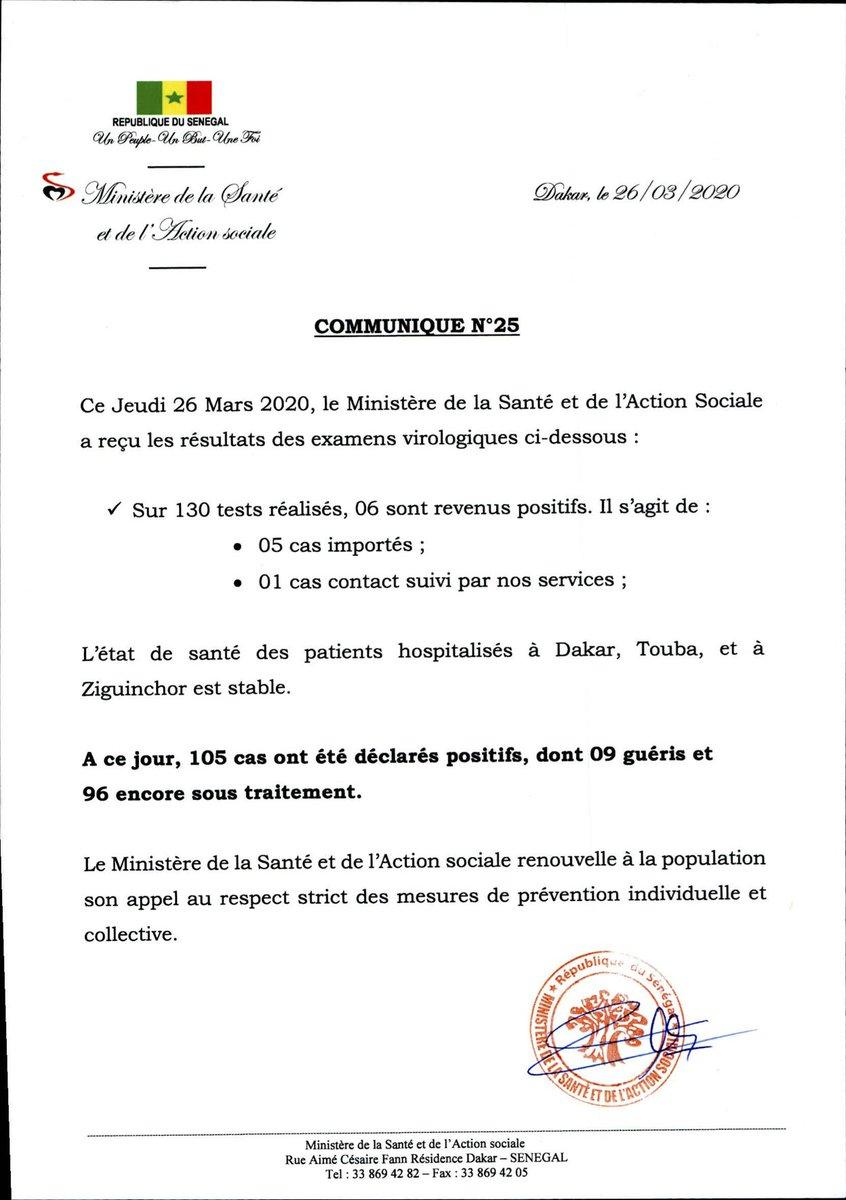 REPUBLIQUE DU SENEGAL
Un Peuple-Un But-Une Foi
Ministère de la Santé
et de l'Action sociale
Dakar, le 26/03/2020
COMMUNIQUE N°25
Ce Jeudi 26 Mars 2020, le Ministère de la Santé et de l'Action Sociale
a reçu les résultats des examens virologiques ci-dessous :
✓ Sur 130 tests réalisés, 06 sont revenus positifs. Il s'agit de :
• 05 cas importés ;
• 01 cas contact suivi par nos services ;
L'état de santé des patients hospitalisés à Dakar, Touba, et à
Ziguinchor est stable.
A ce jour, 105 cas ont été déclarés positifs, dont 09 guéris et
96 encore sous traitement.
Le Ministère de la Santé et de l'Action sociale renouvelle à la population
son appel au respect strict des mesures de prévention individuelle et
collective.
★ République du Sénégal ★
MINISTERE DE LA SANTÉ ET DE L'ACTION SOCIALE
Ministère de la Santé et de l'Action sociale
Rue Aimé Césaire Fann Résidence Dakar – SENEGAL
Tel : 33 869 42 82 – Fax : 33 869 42 05